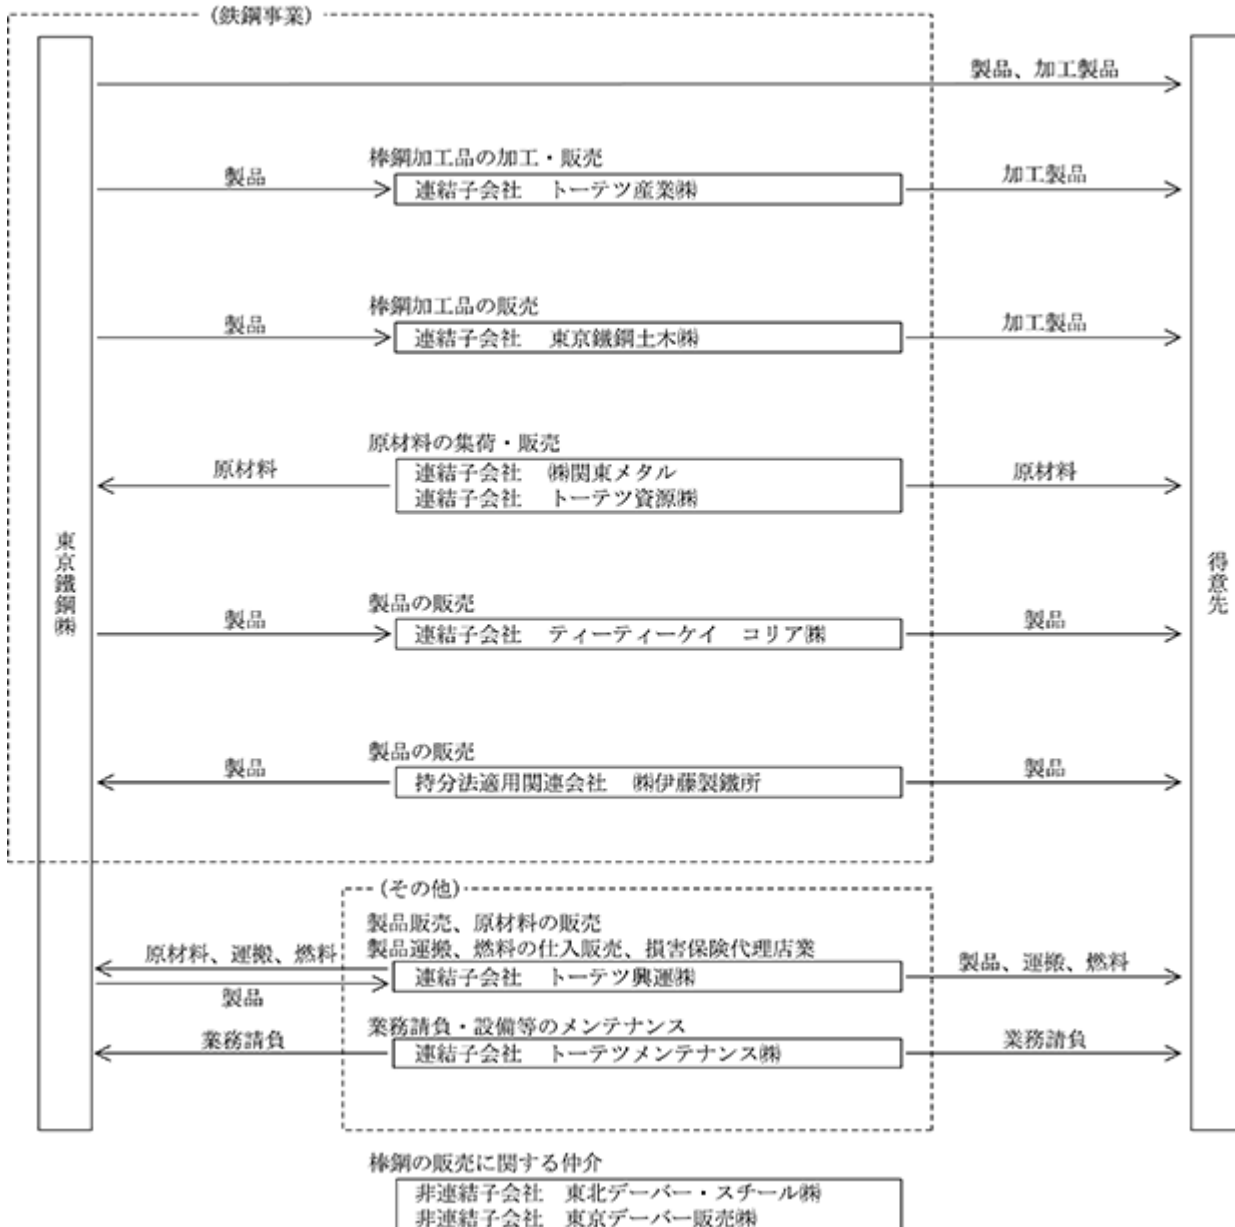 (鉄鋼事業)
製品、加工製品
棒鋼加工品の加工・販売
製品
連結子会社 トーテツ産業㈱
加工製品
棒鋼加工品の販売
製品
連結子会社 東京鐵鋼土木㈱
加工製品
原材料の集荷・販売
原材料
連結子会社 ㈱関東メタル
連結子会社 トーテツ資源㈱
原材料
東京鐵鋼㈱
得意先
製品の販売
製品
連結子会社 ティーティーケイ コリア㈱
製品
製品の販売
製品
持分法適用関連会社 ㈱伊藤製鐵所
製品
(その他)
製品販売、原材料の販売
製品運搬、燃料の仕入販売、損害保険代理店業
原材料、運搬、燃料
連結子会社 トーテツ興運㈱
製品、運搬、燃料
製品
業務請負・設備等のメンテナンス
業務請負
連結子会社 トーテツメンテナンス㈱
業務請負
棒鋼の販売に関する仲介
非連結子会社 東北デーバー・スチール㈱
非連結子会社 東京デーバー販売㈱